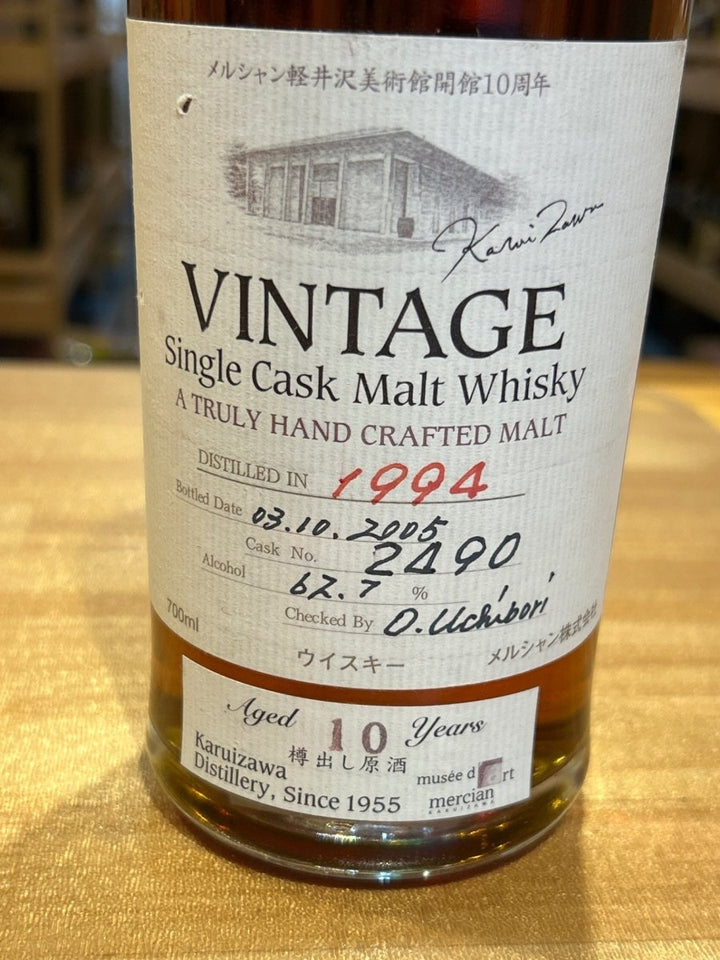 メルシャン軽井沢美術館開館10周年
Karuizawa
VINTAGE
Single Cask Malt Whisky
A TRULY HAND CRAFTED MALT
DISTILLED IN 1994
Bottled Date 03.10.2005
Cask No. 2490
Alcohol 62.7 %
Checked By O.Uchibori
700ml
ウイスキー
メルシャン株式会社
Aged 10 Years
樽出し原酒
Karuizawa
Distillery, Since 1955
musée d'Art
mercian
KARUIZAWA